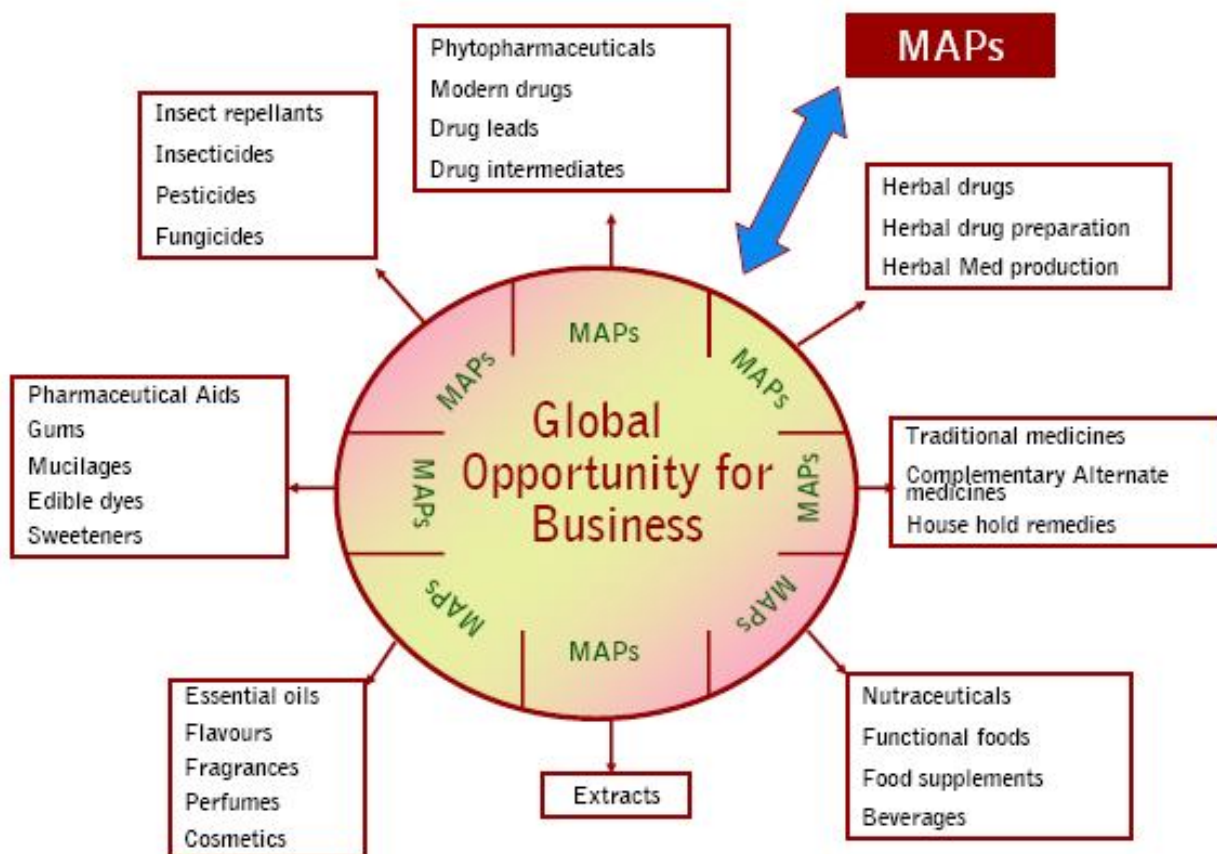 MAPs
Phytopharmaceuticals
Modern drugs
Drug leads
Drug intermediates
Insect repellants
Insecticides
Pesticides
Fungicides
Herbal drugs
Herbal drug preparation
Herbal Med production
MAPs
MAPs
MAPs
Global
Opportunity for
Business
MAPs
MAPs
MAPs
MAPs
MAPs
Pharmaceutical Aids
Gums
Mucilages
Edible dyes
Sweeteners
Traditional medicines
Complementary Alternate
medicines
House hold remedies
Essential oils
Flavours
Fragrances
Perfumes
Cosmetics
Extracts
Nutraceuticals
Functional foods
Food supplements
Beverages